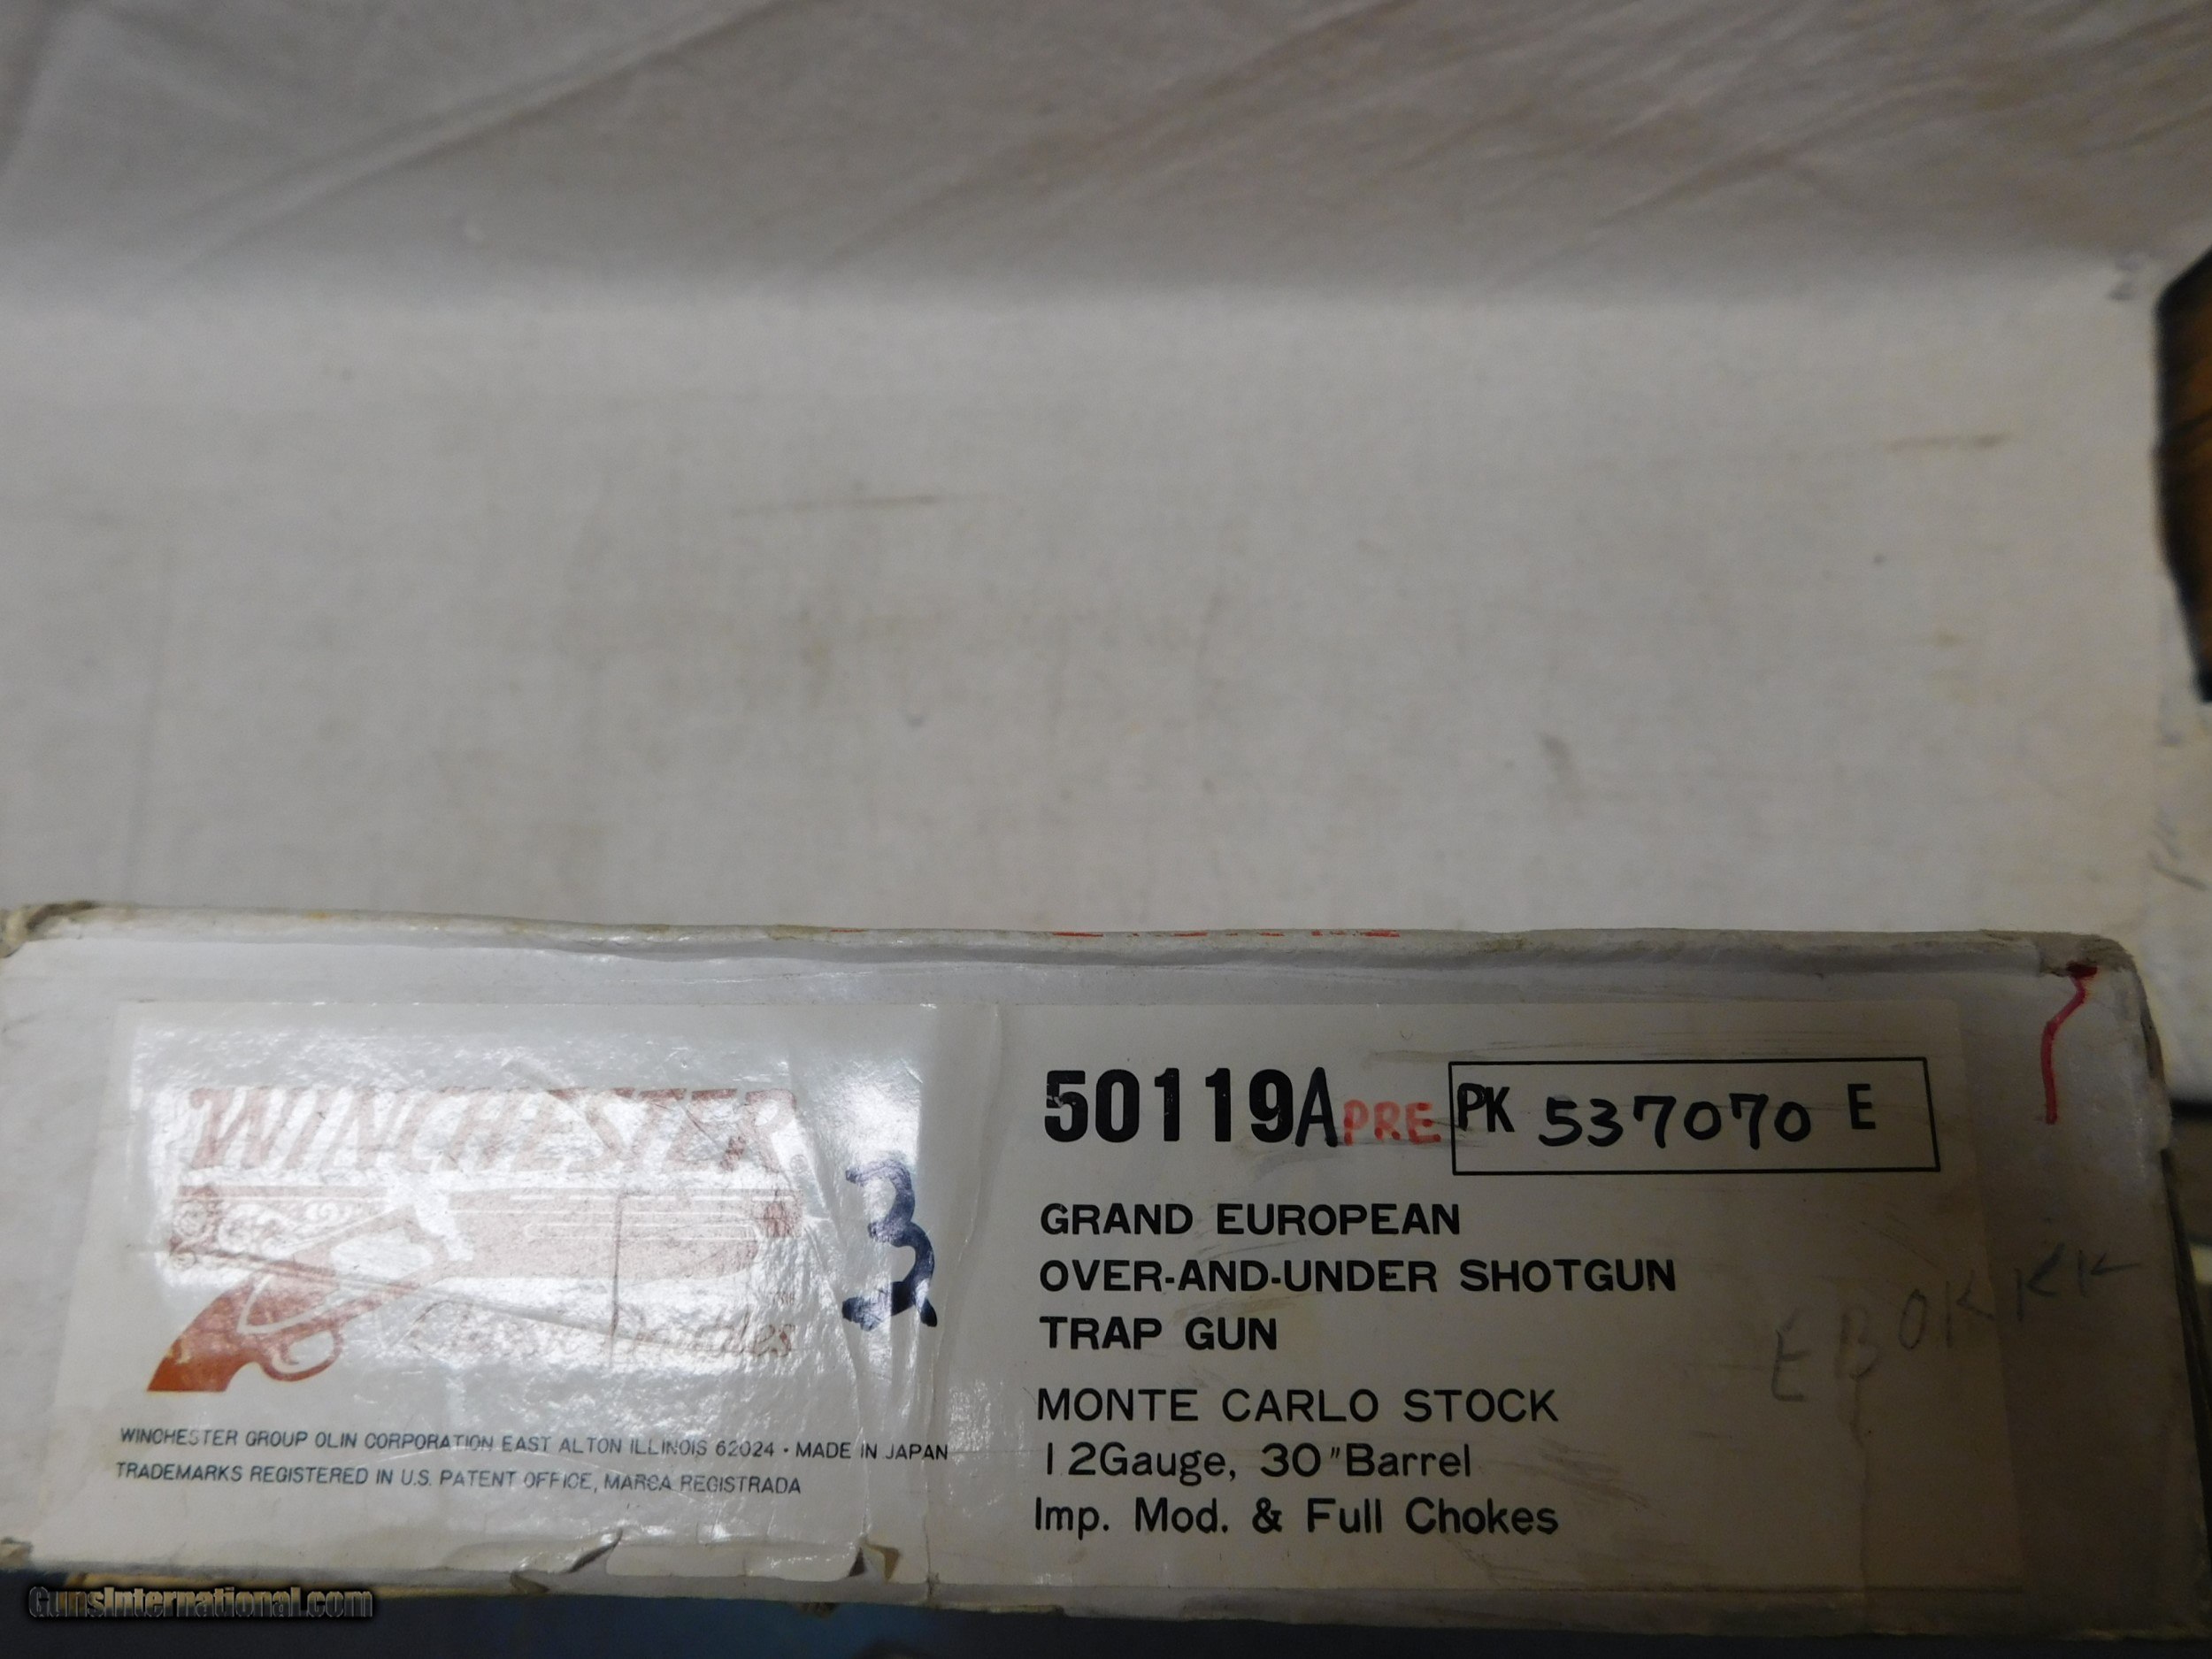 WINCHESTER
3
Classic Doubles
WINCHESTER GROUP OLIN CORPORATION EAST ALTON ILLINOIS 62024 · MADE IN JAPAN
TRADEMARKS REGISTERED IN U.S. PATENT OFFICE, MARCA REGISTRADA
50119A PRE PK 537070 E
GRAND EUROPEAN
OVER-AND-UNDER SHOTGUN
TRAP GUN
MONTE CARLO STOCK
12Gauge, 30"Barrel
Imp. Mod. & Full Chokes
GunsInternational.com